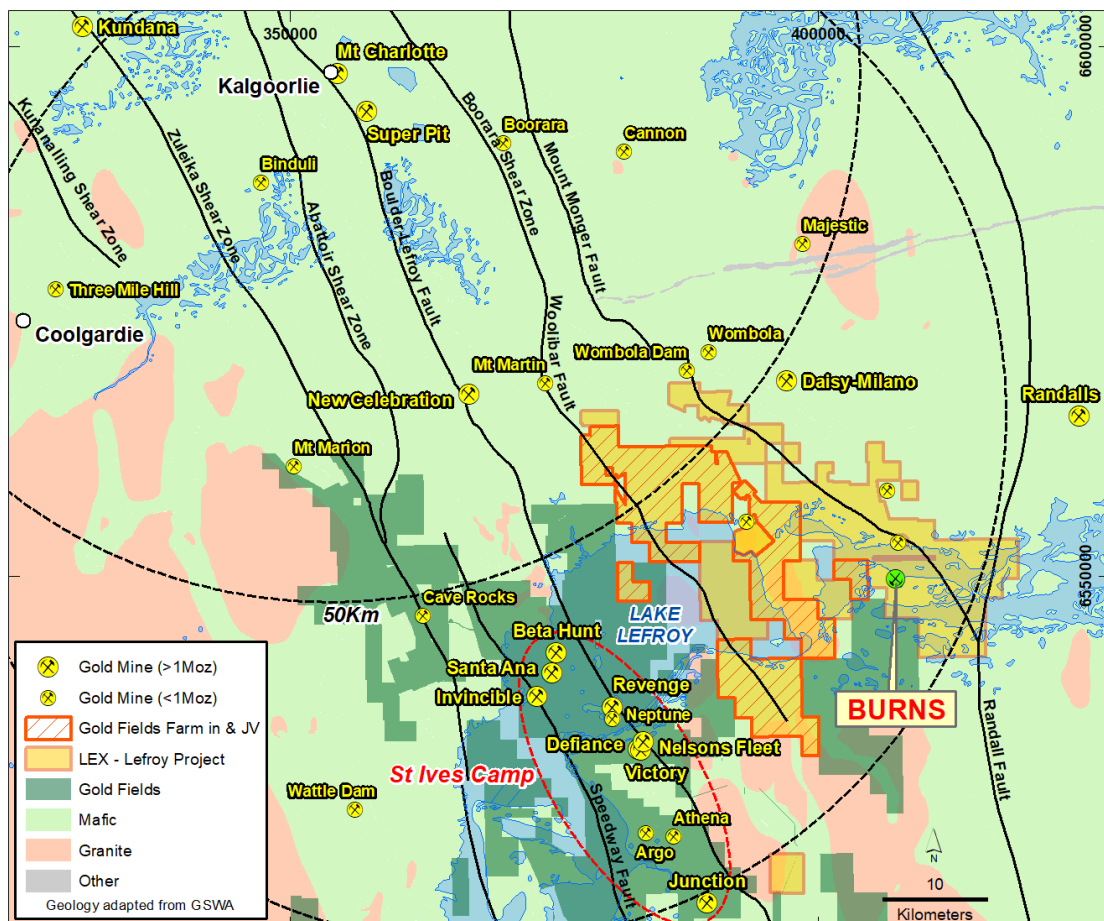 Kundana
350000
400000
6600000
Mt Charlotte
Kalgoorlie
Super Pit
Boorara
Cannon
Kunanalling Shear Zone
Zuleika Shear Zone
Binduli
Abattoir Shear Zone
Boulder-Lefroy Fault
Boorara Shear Zone
Mount Monger Fault
Majestic
Three Mile Hill
Coolgardie
Woolibar Fault
Wombola
Wombola Dam
Mt Martin
Daisy-Milano
New Celebration
Randalls
Mt Marion
6550000
50Km
Cave Rocks
LAKE
LEFROY
Beta Hunt
Santa Ana
Invincible
Revenge
Neptune
BURNS
Defiance
Nelsons Fleet
Victory
Randall Fault
St Ives Camp
Wattle Dam
Speedway Fault
Athena
Argo
Junction
N
10
Kilometers
Gold Mine (>1Moz)
Gold Mine (<1Moz)
Gold Fields Farm in & JV
LEX - Lefroy Project
Gold Fields
Mafic
Granite
Other
Geology adapted from GSWA